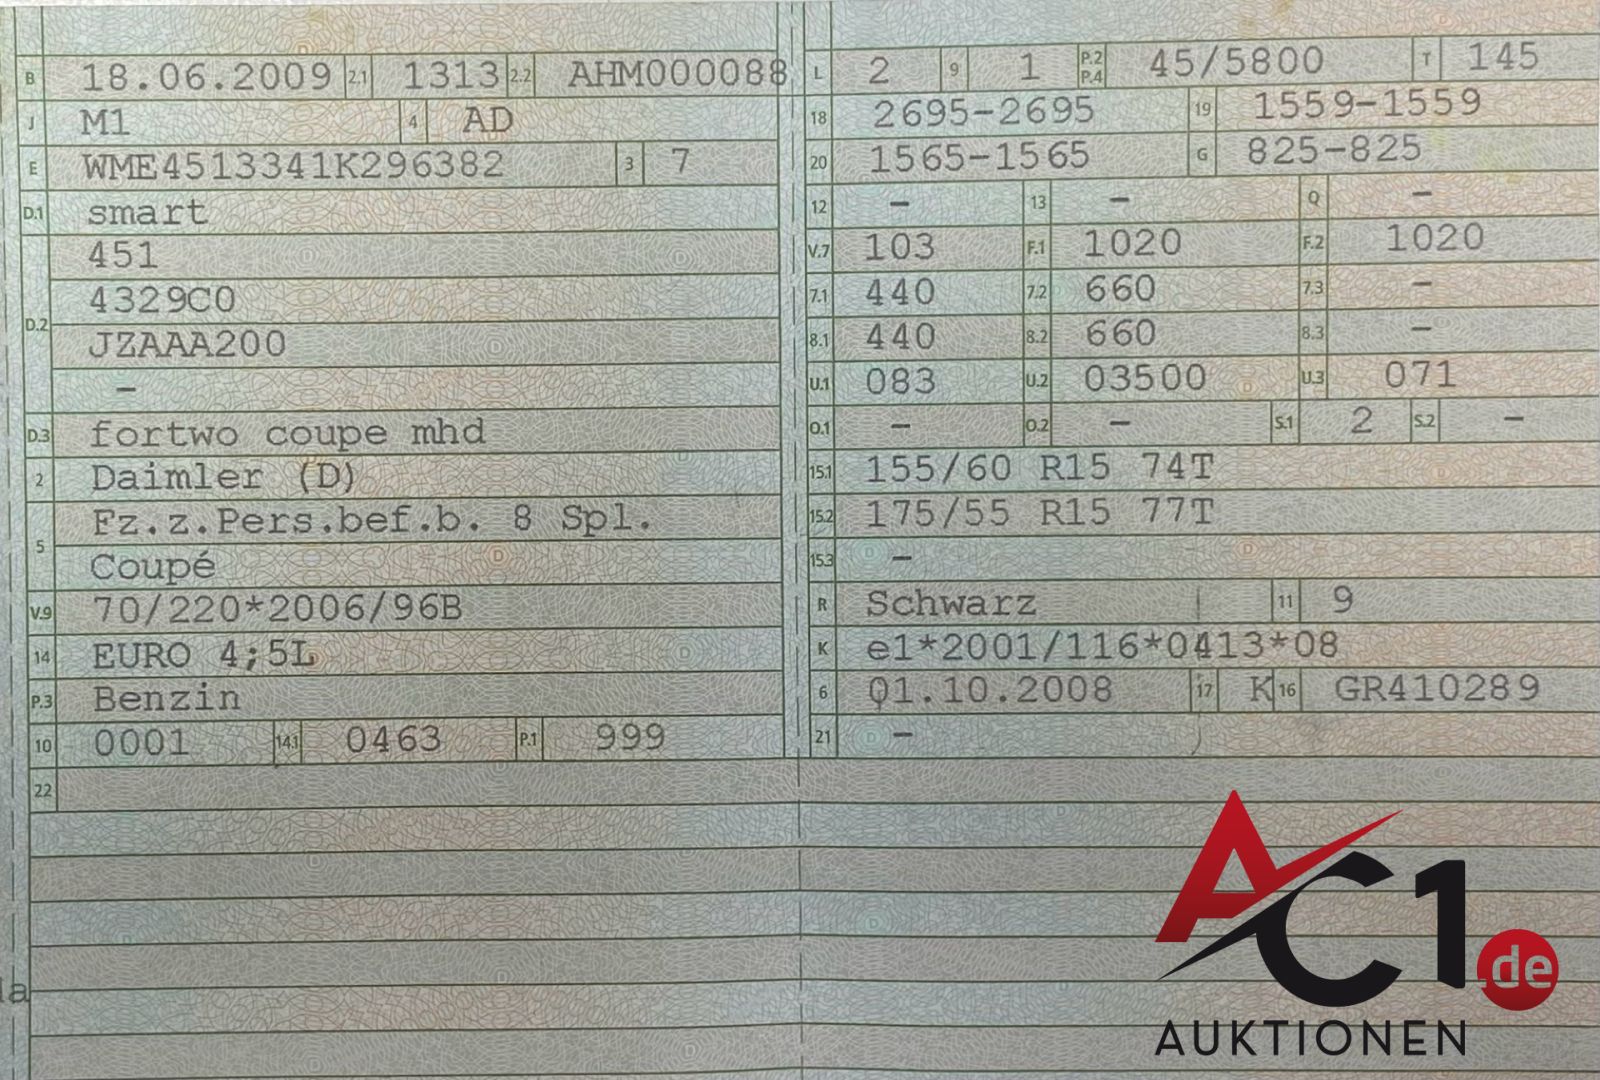 B 18.06.2009 2.1 1313 2.2 AHM000088
J M1 4 AD
E WME4513341K296382 3 7
D.1 smart
451
4329C0
D.2
JZAAA200
-
D.3 fortwo coupe mhd
2 Daimler (D)
Fz.z.Pers.bef.b. 8 Spl.
5
Coupé
V.9 70/220*2006/96B
14 EURO 4;5L
P.3 Benzin
10 0001 14.1 0463 P.1 999
22
L 2 9 1 P.2 P.4 45/5800 T 145
18 2695-2695 19 1559-1559
20 1565-1565 G 825-825
12 - 13 - Q -
V.7 103 F.1 1020 F.2 1020
7.1 440 7.2 660 7.3 -
8.1 440 8.2 660 8.3 -
U.1 083 U.2 03500 U.3 071
O.1 - O.2 - S.1 2 S.2 -
15.1 155/60 R15 74T
15.2 175/55 R15 77T
15.3 -
R Schwarz 11 9
K e1*2001/116*0413*08
6 01.10.2008 17 K 16 GR410289
21 -
la
AC1.de
AUKTIONEN